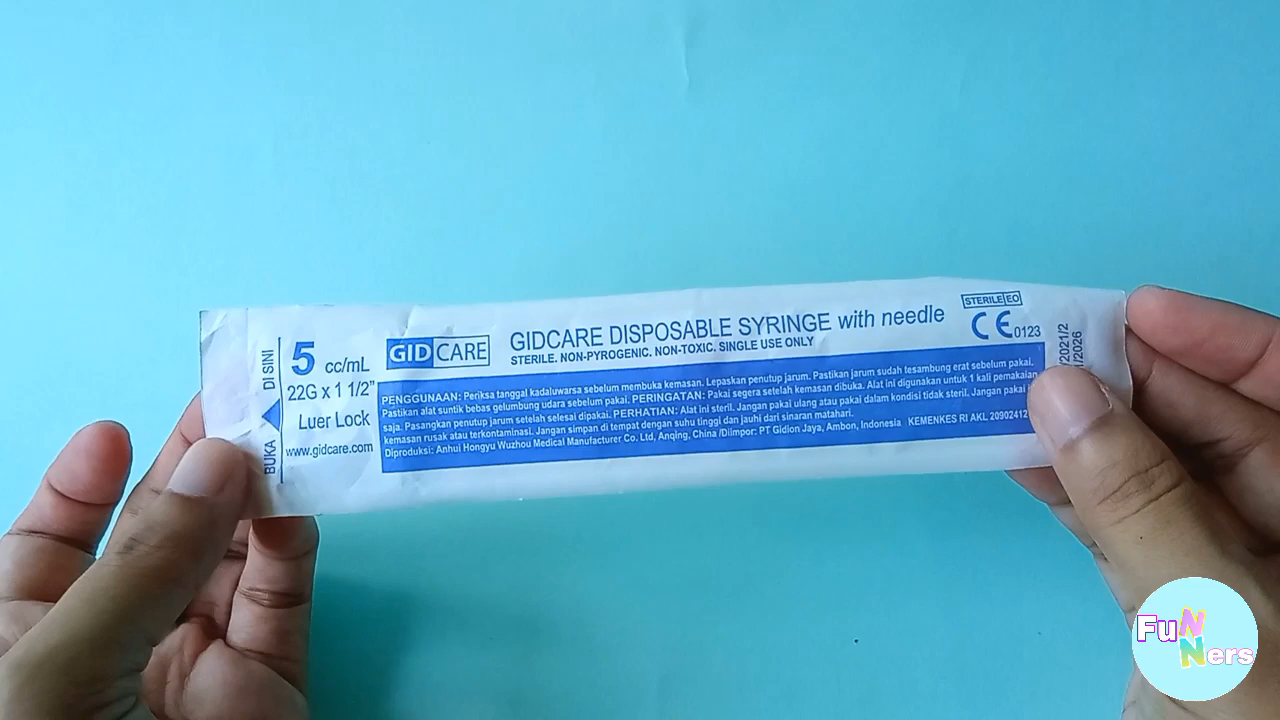 BUKA DI SINI
5 cc/mL
22G x 1 1/2"
Luer Lock
www.gidcare.com
GIDCARE
GIDCARE DISPOSABLE SYRINGE with needle
STERILE. NON-PYROGENIC. NON-TOXIC. SINGLE USE ONLY
STERILE EO
CE 0123
PENGGUNAAN: Periksa tanggal kadaluwarsa sebelum membuka kemasan. Lepaskan penutup jarum. Pastikan jarum sudah tesambung erat sebelum pakai.
Pastikan alat suntik bebas gelumbung udara sebelum pakai. PERINGATAN: Pakai segera setelah kemasan dibuka. Alat ini digunakan untuk 1 kali pemakaian
saja. Pasangkan penutup jarum setelah selesai dipakai. PERHATIAN: Alat ini steril. Jangan pakai ulang atau pakai dalam kondisi tidak steril. Jangan pakai
kemasan rusak atau terkontaminasi. Jangan simpan di tempat dengan suhu tinggi dan jauhi dari sinaran matahari.
Diproduksi: Anhui Hongyu Wuzhou Medical Manufacturer Co. Ltd, Anqing, China /Diimpor: PT Gidion Jaya, Ambon, Indonesia KEMENKES RI AKL 20902412
2021/2
/2026
FuNNers